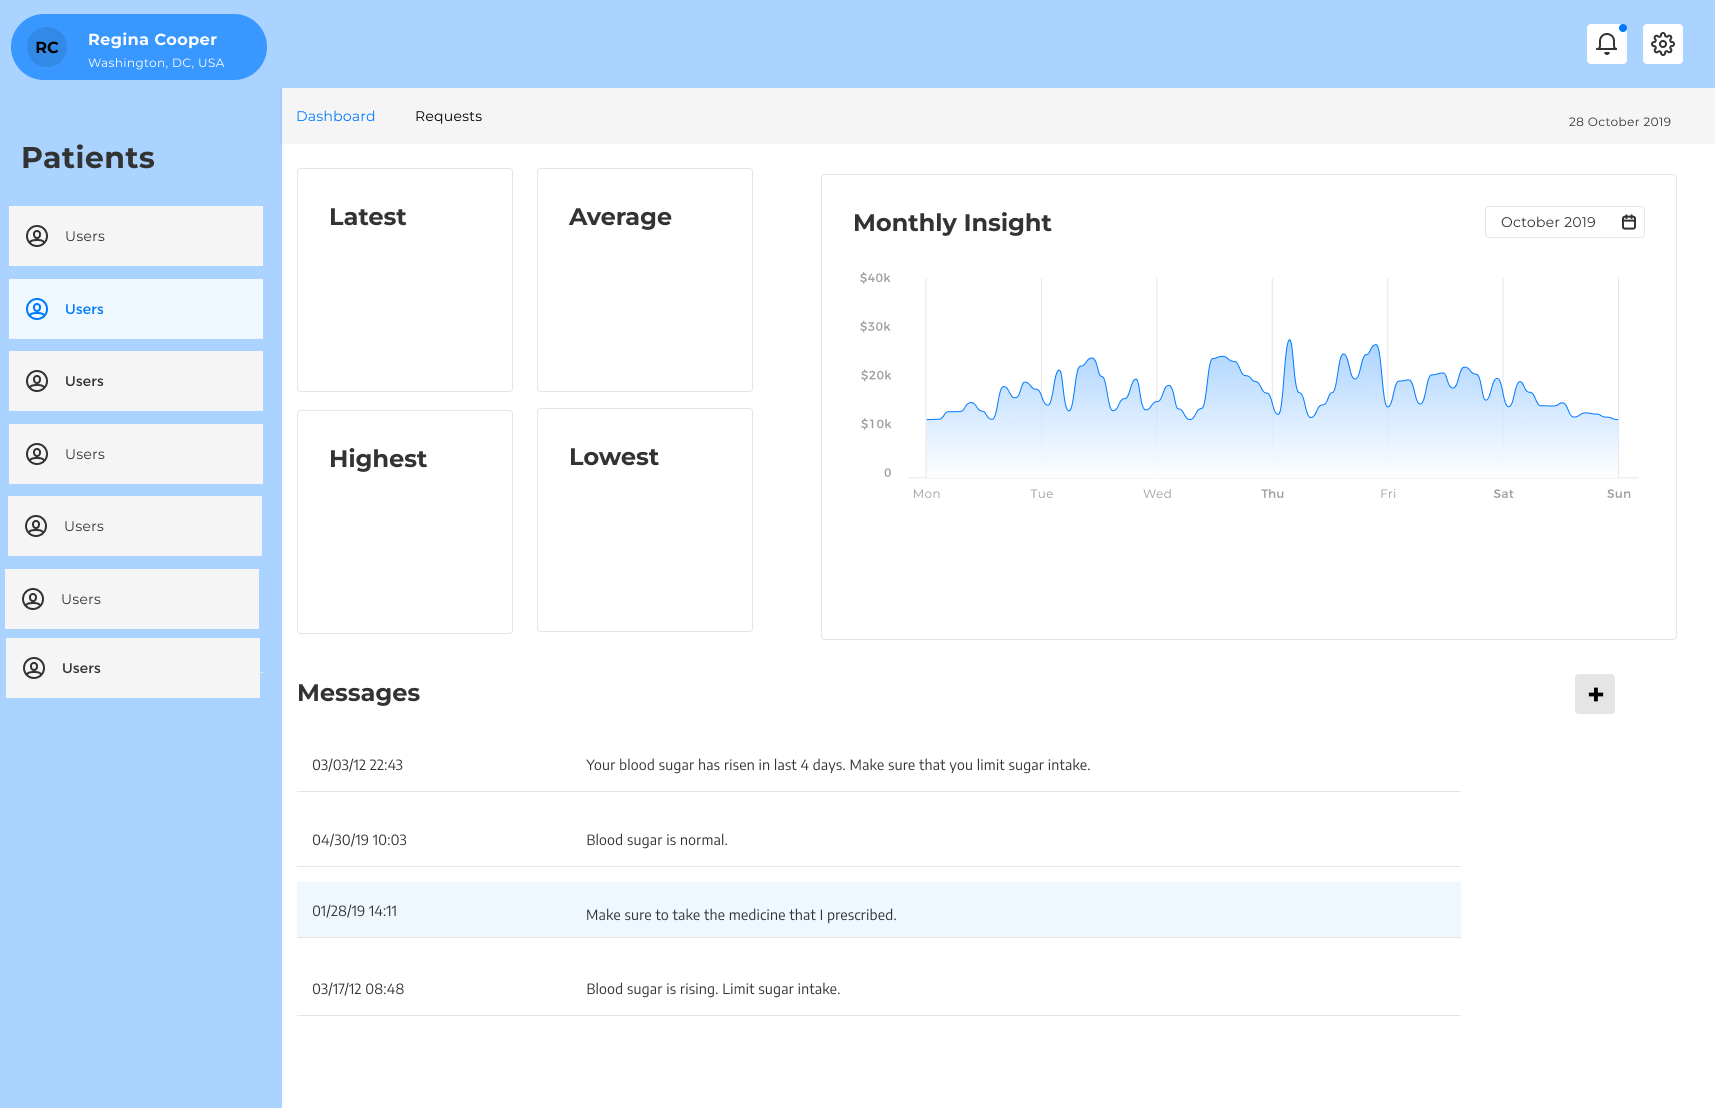 RC
Regina Cooper
Washington, DC, USA
Patients
Users
Users
Users
Users
Users
Users
Users
Dashboard
Requests
28 October 2019
Latest
Average
Highest
Lowest
Monthly Insight
October 2019
$40k
$30k
$20k
$10k
0
Mon Tue Wed Thu Fri Sat Sun
Messages
+
03/03/12 22:43 Your blood sugar has risen in last 4 days. Make sure that you limit sugar intake.
04/30/19 10:03 Blood sugar is normal.
01/28/19 14:11 Make sure to take the medicine that I prescribed.
03/17/12 08:48 Blood sugar is rising. Limit sugar intake.